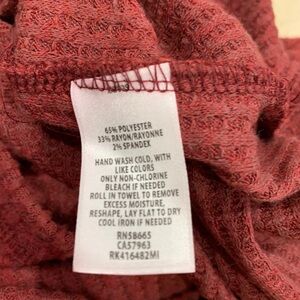 65% POLYESTER
33% RAYON/RAYONNE
2% SPANDEX
HAND WASH COLD, WITH
LIKE COLORS
ONLY NON-CHLORINE
BLEACH IF NEEDED
ROLL IN TOWEL TO REMOVE
EXCESS MOISTURE,
RESHAPE, LAY FLAT TO DRY
COOL IRON IF NEEDED
RN58665
CA57963
RK416482MI